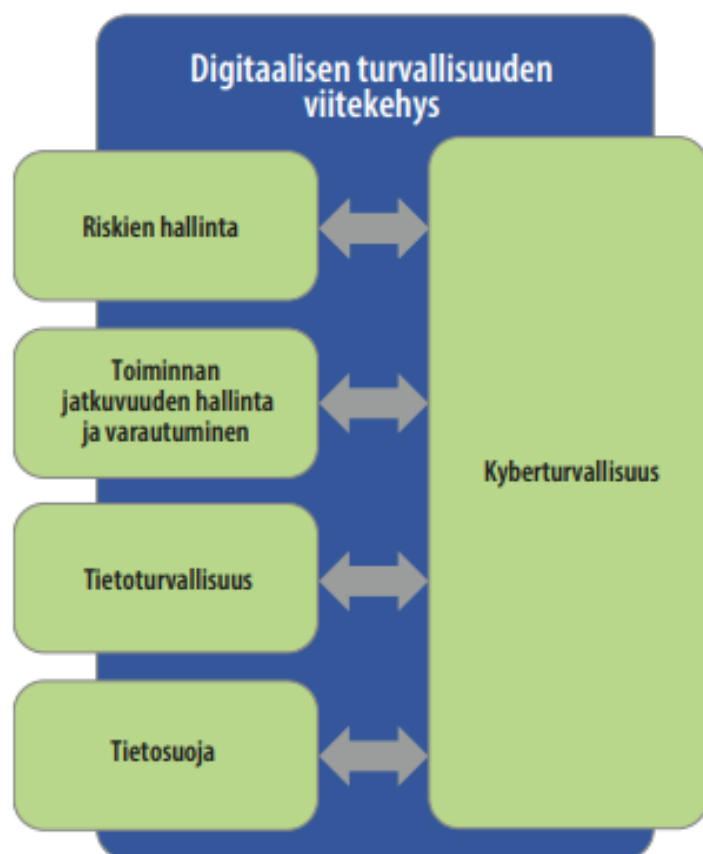 Digitaalisen turvallisuuden
viitekehys
Riskien hallinta
Toiminnan
jatkuvuuden hallinta
ja varautuminen
Tietoturvallisuus
Tietosuoja
Kyberturvallisuus